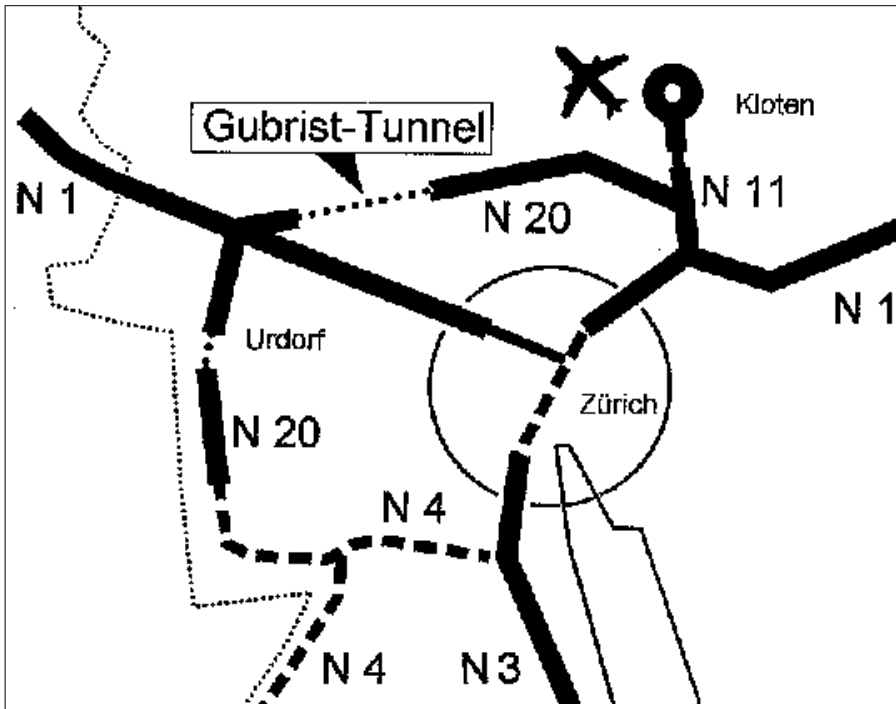 Kloten
Gubrist-Tunnel
N 1
N 20
N 11
N 1
Urdorf
Zürich
N 20
N 4
N 4
N 3